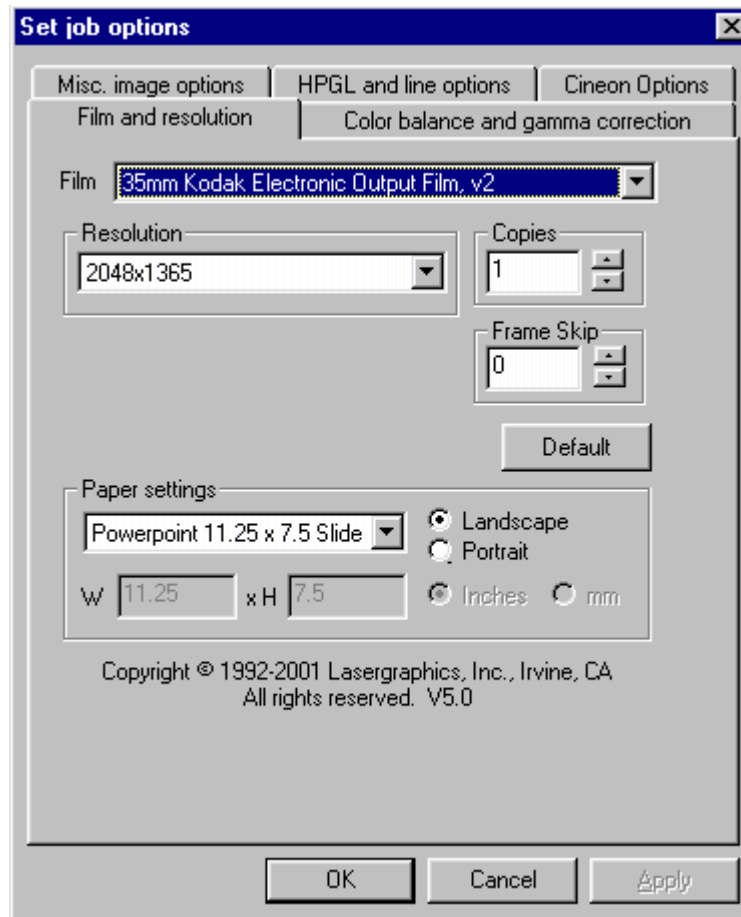 Set job options
Misc. image options
HPGL and line options
Cineon Options
Film and resolution
Color balance and gamma correction
Film 35mm Kodak Electronic Output Film, v2
Resolution
2048x1365
Copies
1
Frame Skip
0
Default
Paper settings
Powerpoint 11.25 x 7.5 Slide
Landscape
Portrait
W 11.25 x H 7.5
Inches
mm
Copyright © 1992-2001 Lasergraphics, Inc., Irvine, CA
All rights reserved. V5.0
OK
Cancel
Apply